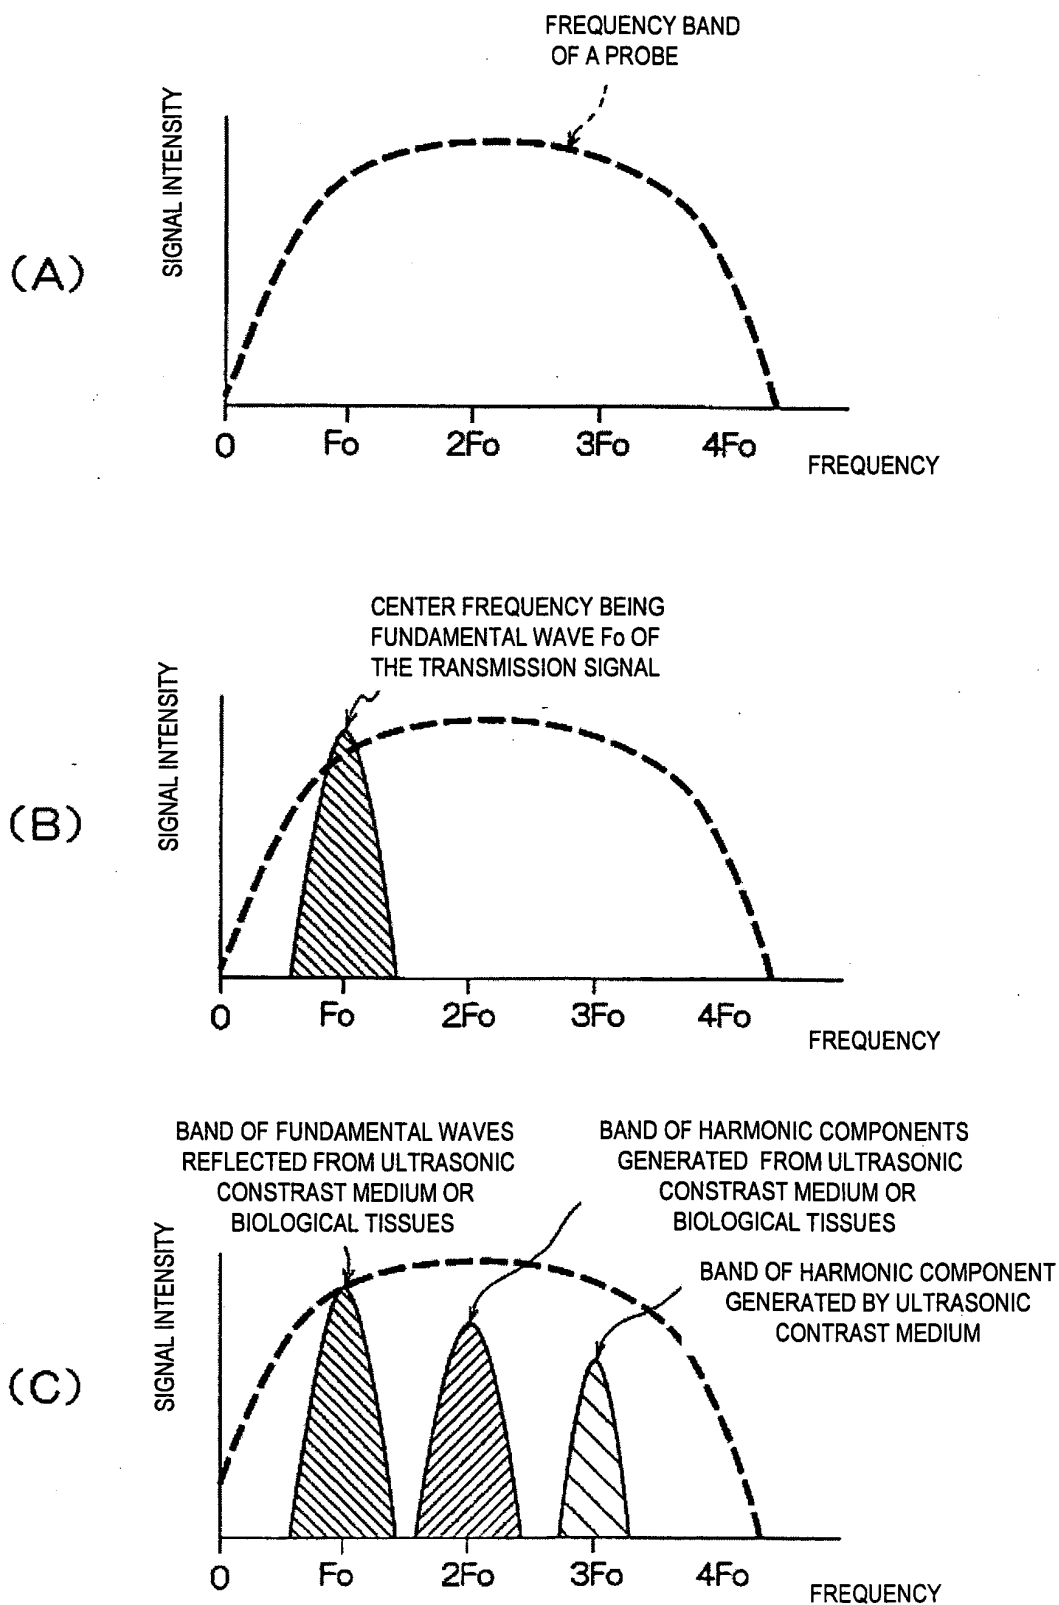 FREQUENCY BAND
OF A PROBE
SIGNAL INTENSITY
(A)
0 Fo 2Fo 3Fo 4Fo
FREQUENCY
CENTER FREQUENCY BEING
FUNDAMENTAL WAVE Fo OF
THE TRANSMISSION SIGNAL
SIGNAL INTENSITY
(B)
0 Fo 2Fo 3Fo 4Fo
FREQUENCY
BAND OF FUNDAMENTAL WAVES
REFLECTED FROM ULTRASONIC
CONSTRAST MEDIUM OR
BIOLOGICAL TISSUES
BAND OF HARMONIC COMPONENTS
GENERATED FROM ULTRASONIC
CONSTRAST MEDIUM OR
BIOLOGICAL TISSUES
BAND OF HARMONIC COMPONENT
GENERATED BY ULTRASONIC
CONTRAST MEDIUM
SIGNAL INTENSITY
(C)
0 Fo 2Fo 3Fo 4Fo
FREQUENCY